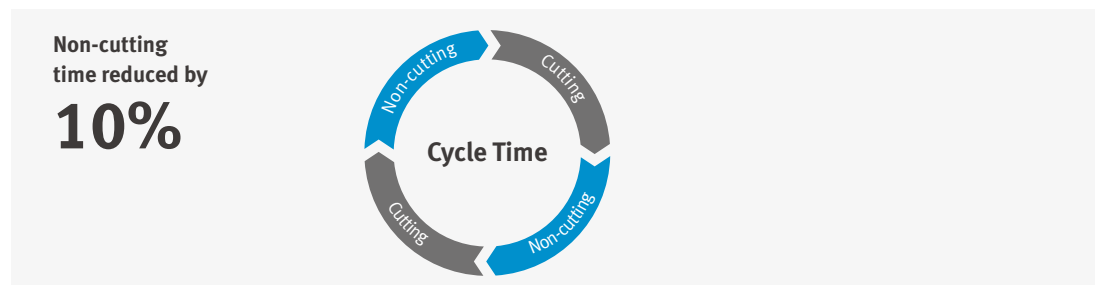 Non-cutting
time reduced by
10%
Non-cutting
Cutting
Cycle Time
Cutting
Non-cutting